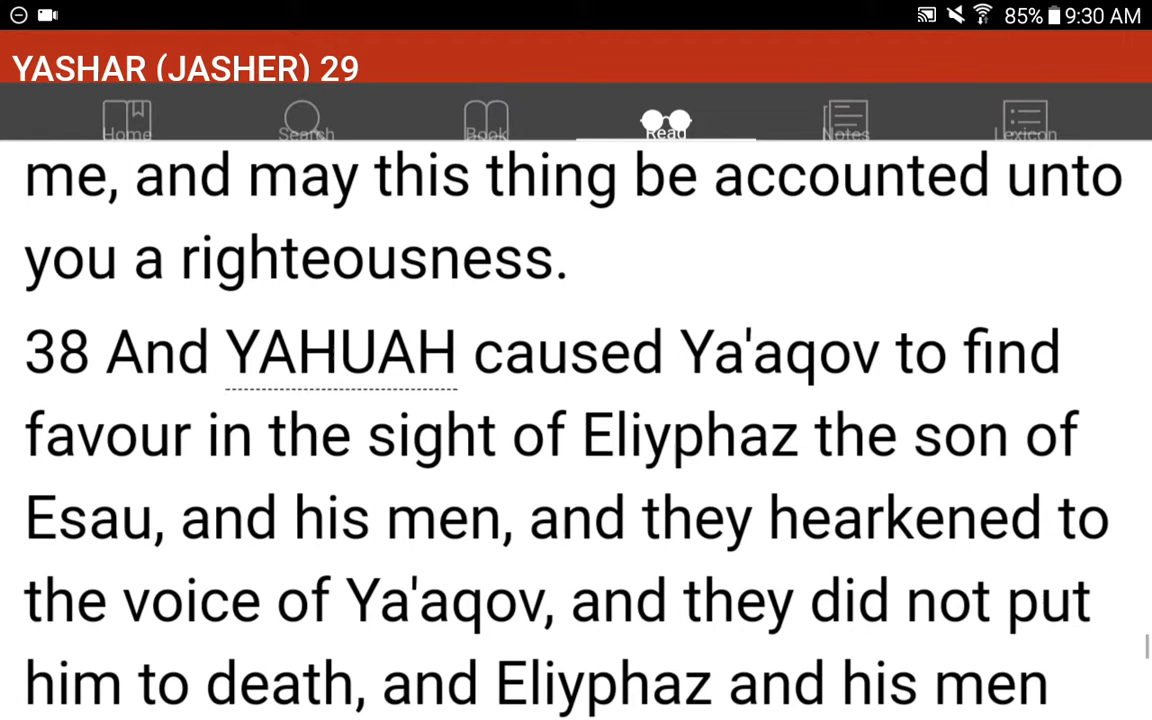 85% 9:30 AM
YASHAR (JASHER) 29
Home Search Book Read Notes Lexicon
me, and may this thing be accounted unto
you a righteousness.
38 And YAHUAH caused Ya'aqov to find
favour in the sight of Eliyphaz the son of
Esau, and his men, and they hearkened to
the voice of Ya'aqov, and they did not put
him to death, and Eliyphaz and his men